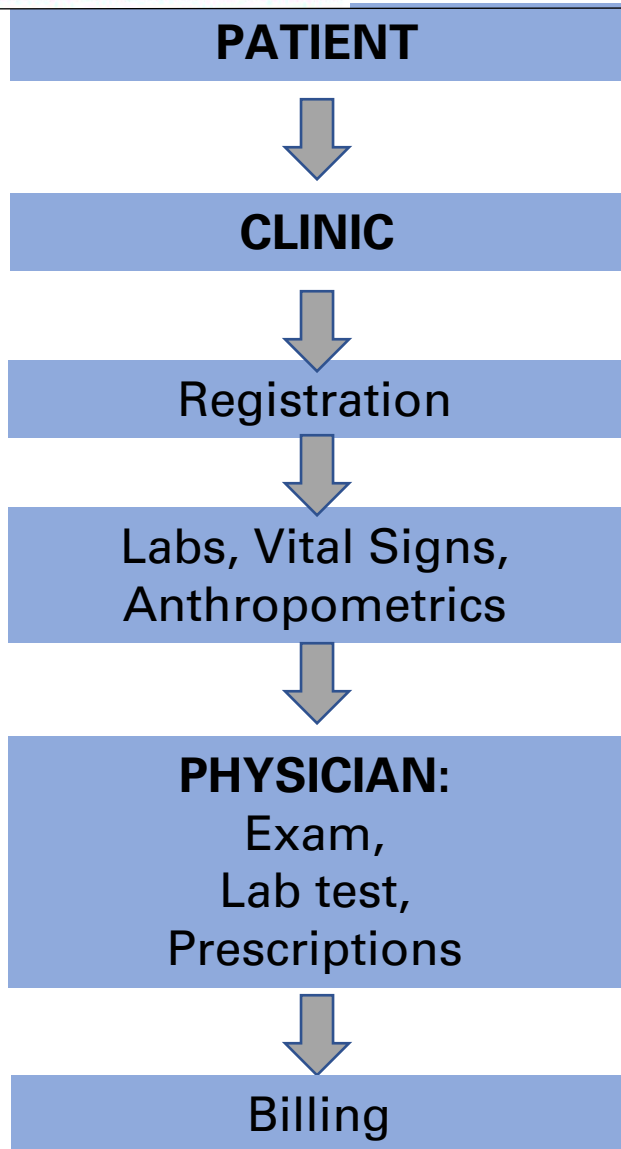 PATIENT
CLINIC
Registration
Labs, Vital Signs,
Anthropometrics
PHYSICIAN:
Exam,
Lab test,
Prescriptions
Billing